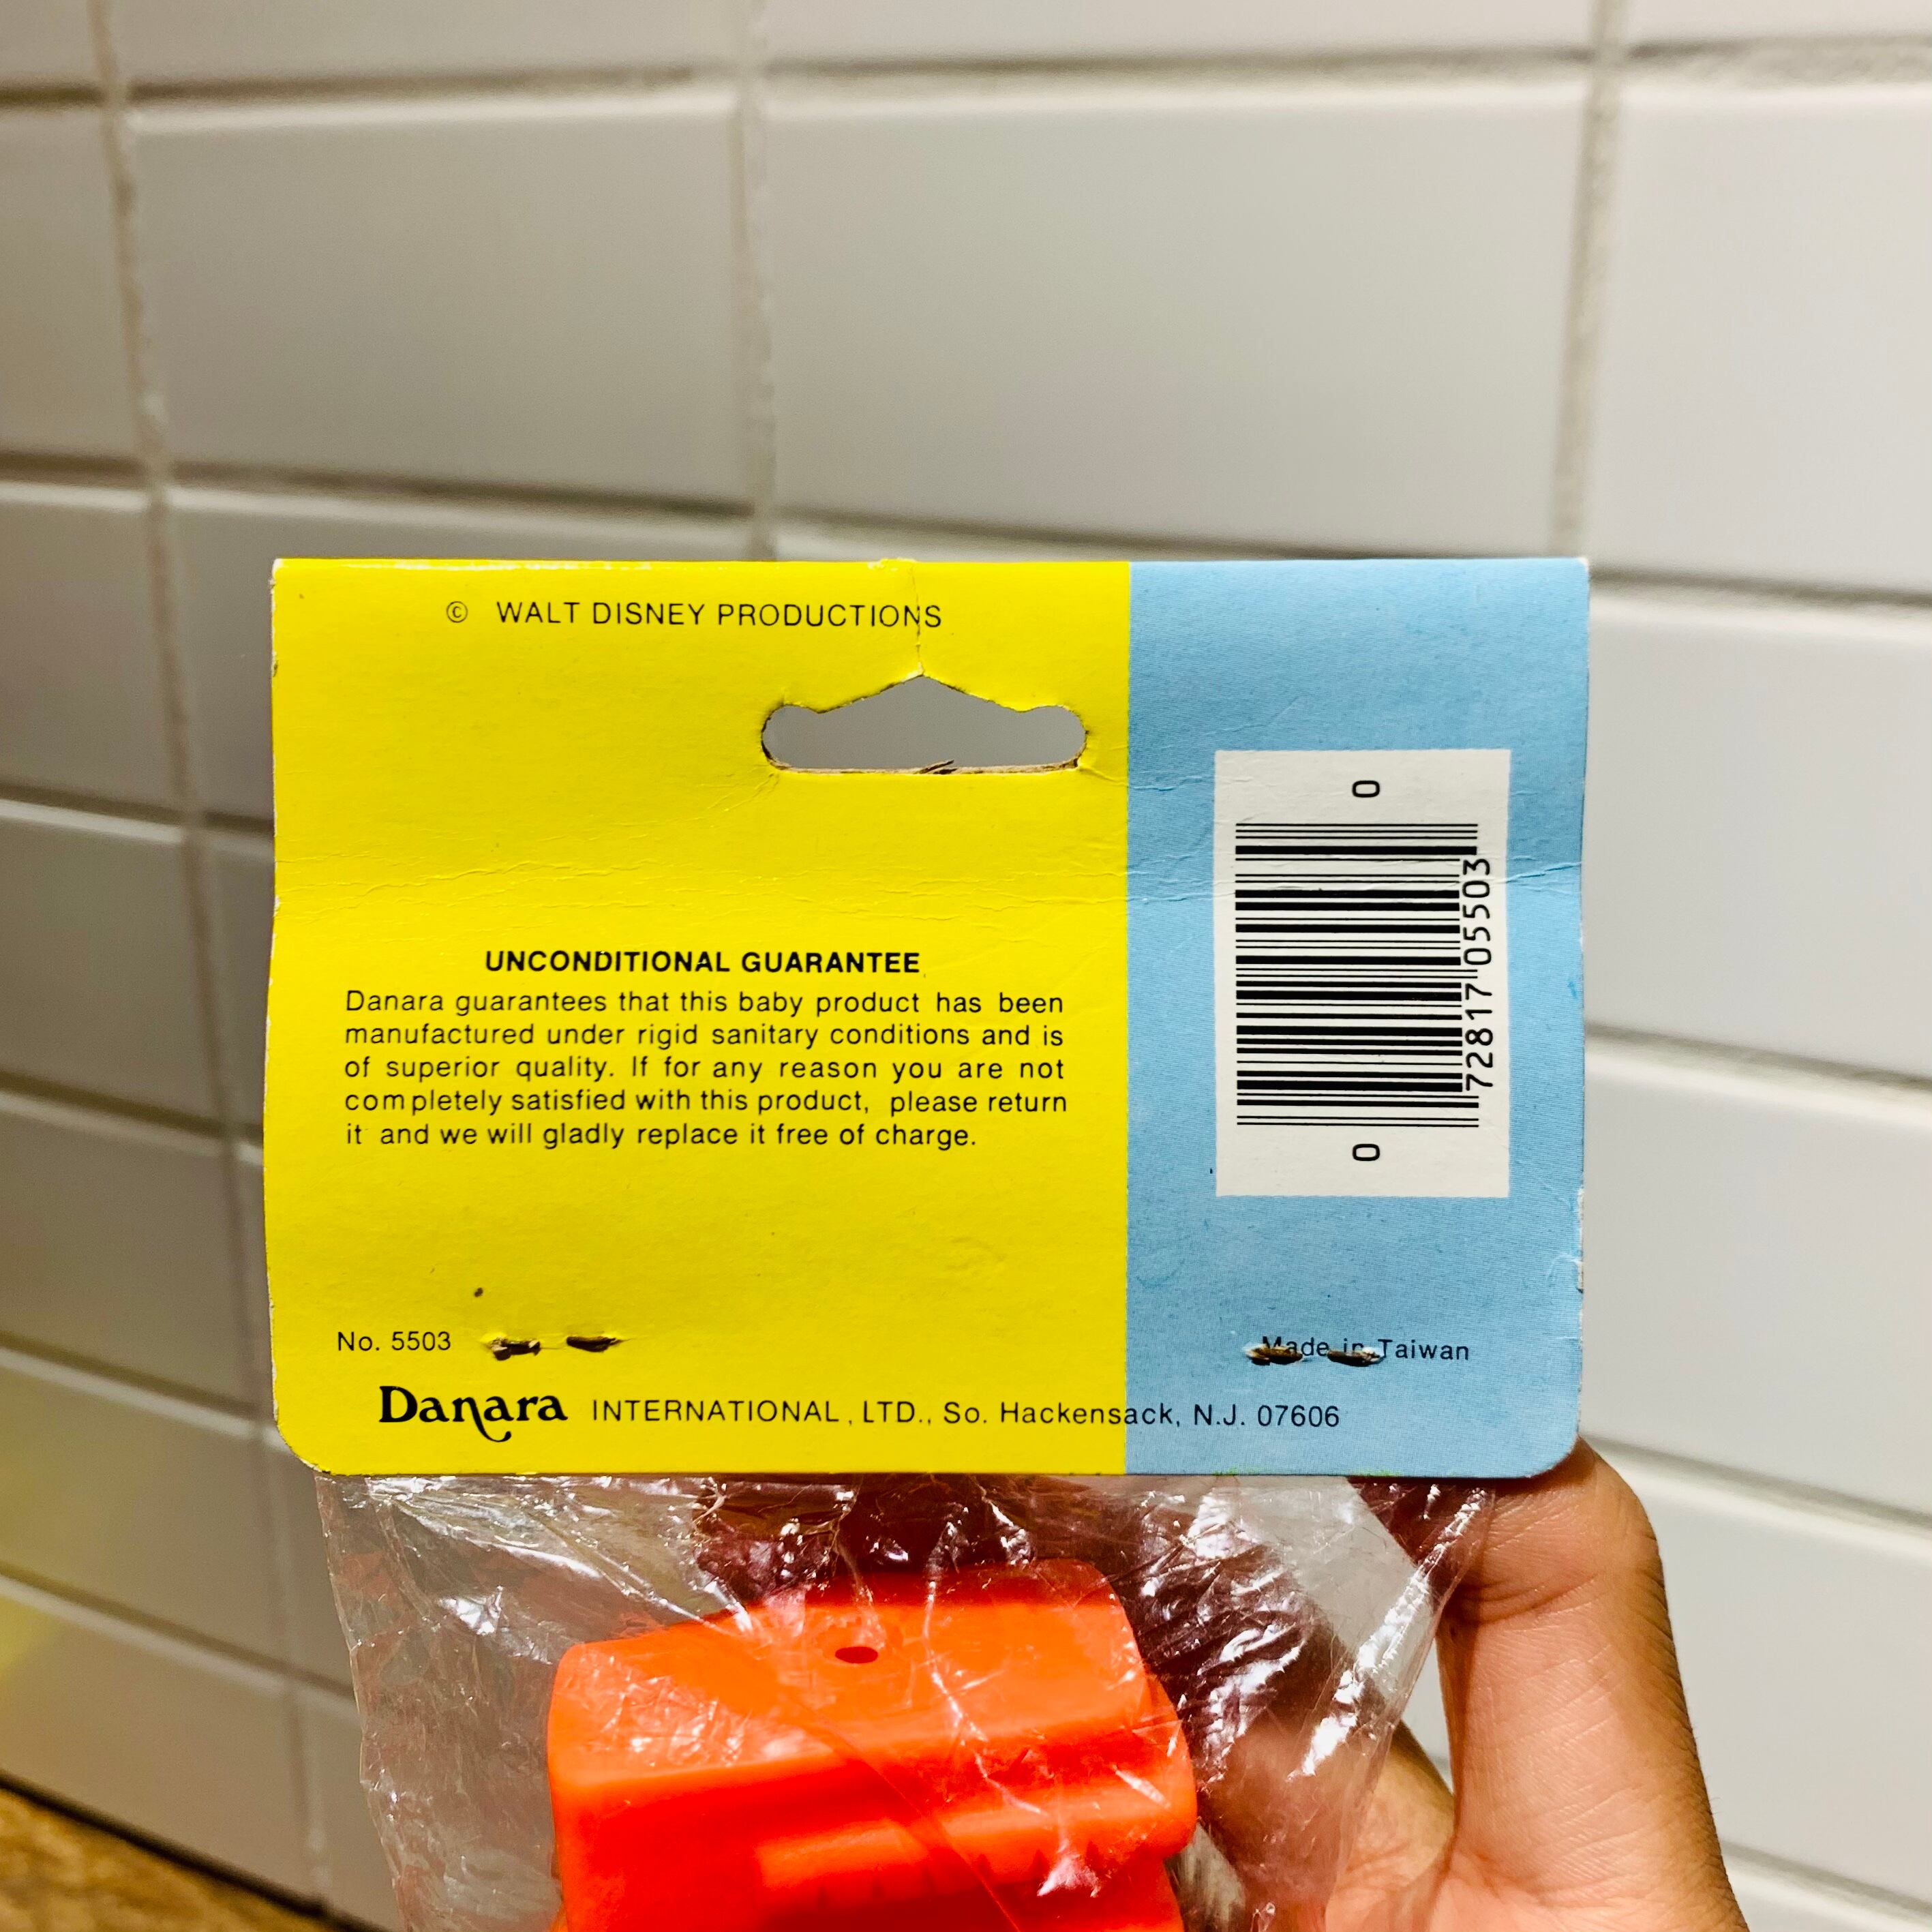 © WALT DISNEY PRODUCTIONS
UNCONDITIONAL GUARANTEE
Danara guarantees that this baby product has been
manufactured under rigid sanitary conditions and is
of superior quality. If for any reason you are not
completely satisfied with this product, please return
it and we will gladly replace it free of charge.
0
72817 05503
0
No. 5503
Made in Taiwan
Danara INTERNATIONAL, LTD., So. Hackensack, N.J. 07606